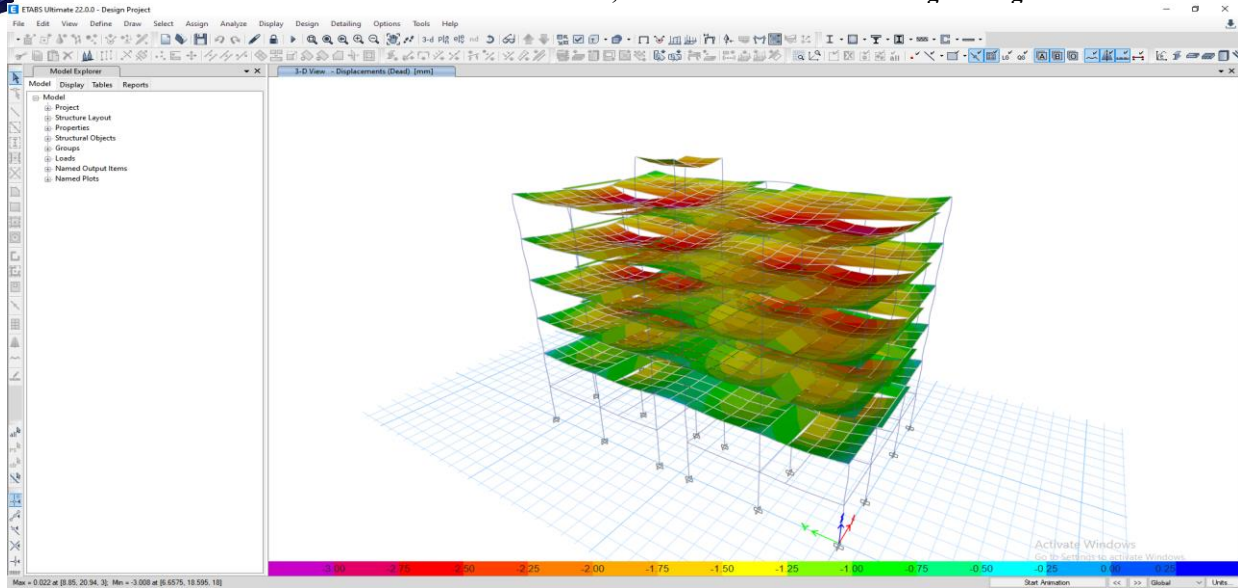 ETABS Ultimate 22.0.0 - Design Project
File Edit View Define Draw Select Assign Analyze Display Design Detailing Options Tools Help
3-d
Model Explorer
3-D View - Displacements (Dead) [mm]
Model Display Tables Reports
Model
Project
Structure Layout
Properties
Structural Objects
Groups
Loads
Named Output Items
Named Plots
Activate Windows
Go to Settings to activate Windows.
-3.00 -2.75 -2.50 -2.25 -2.00 -1.75 -1.50 -1.25 -1.00 -0.75 -0.50 -0.25 0.00 0.25
Max = 0.022 at [8.85, 20.94, 3]; Min = -3.008 at [6.6575, 18.595, 18]
Start Animation << >> Global Units...